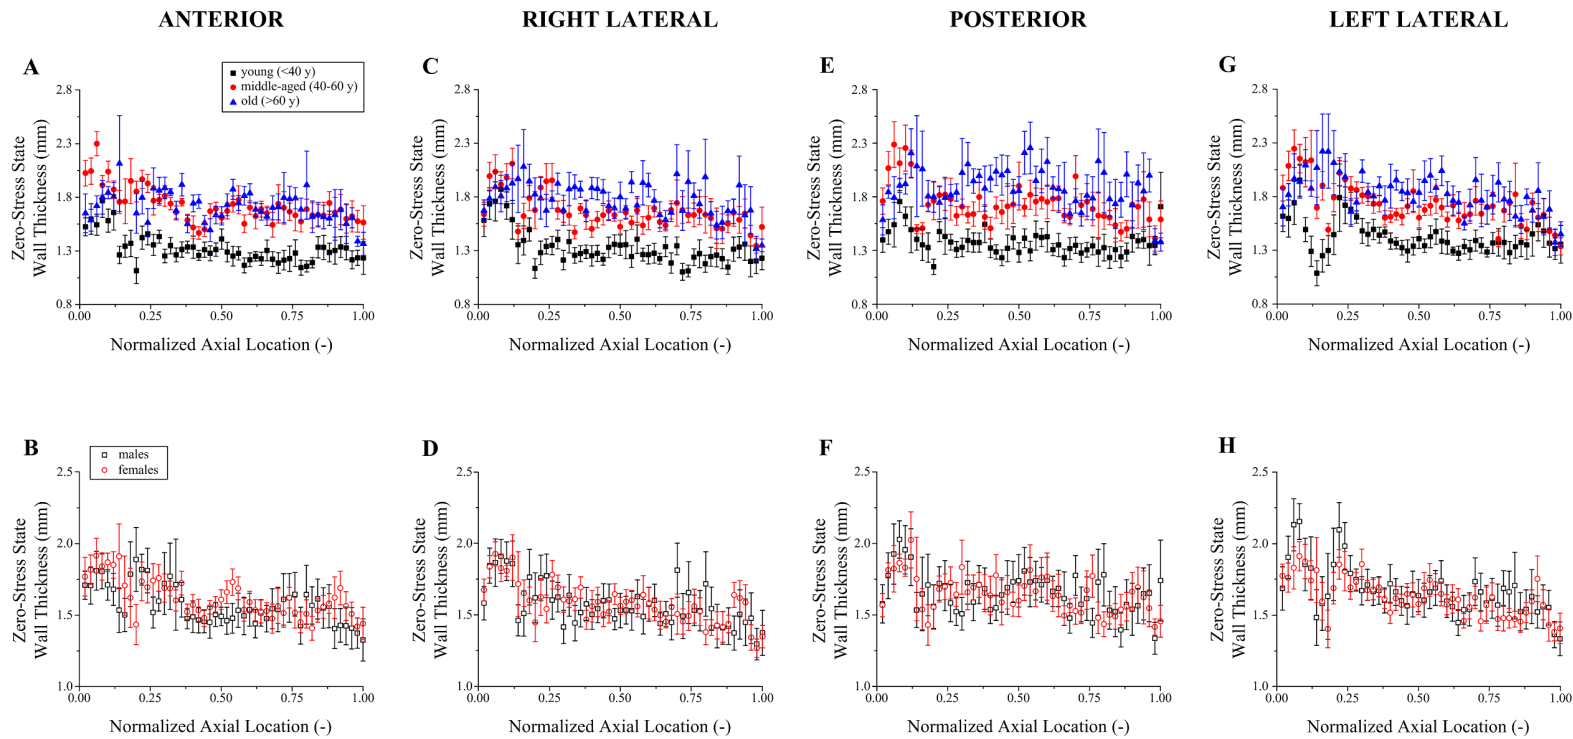 ANTERIOR
RIGHT LATERAL
POSTERIOR
LEFT LATERAL
A
young (<40 y)
middle-aged (40-60 y)
old (>60 y)
Zero-Stress State
Wall Thickness (mm)
2.8
2.3
1.8
1.3
0.8
0.00
0.25
0.50
0.75
1.00
Normalized Axial Location (-)
C
Zero-Stress State
Wall Thickness (mm)
2.8
2.3
1.8
1.3
0.8
0.00
0.25
0.50
0.75
1.00
Normalized Axial Location (-)
E
Zero-Stress State
Wall Thickness (mm)
2.8
2.3
1.8
1.3
0.8
0.00
0.25
0.50
0.75
1.00
Normalized Axial Location (-)
G
Zero-Stress State
Wall Thickness (mm)
2.8
2.3
1.8
1.3
0.8
0.00
0.25
0.50
0.75
1.00
Normalized Axial Location (-)
B
males
females
Zero-Stress State
Wall Thickness (mm)
2.5
2.0
1.5
1.0
0.00
0.25
0.50
0.75
1.00
Normalized Axial Location (-)
D
Zero-Stress State
Wall Thickness (mm)
2.5
2.0
1.5
1.0
0.00
0.25
0.50
0.75
1.00
Normalized Axial Location (-)
F
Zero-Stress State
Wall Thickness (mm)
2.5
2.0
1.5
1.0
0.00
0.25
0.50
0.75
1.00
Normalized Axial Location (-)
H
Zero-Stress State
Wall Thickness (mm)
2.5
2.0
1.5
1.0
0.00
0.25
0.50
0.75
1.00
Normalized Axial Location (-)